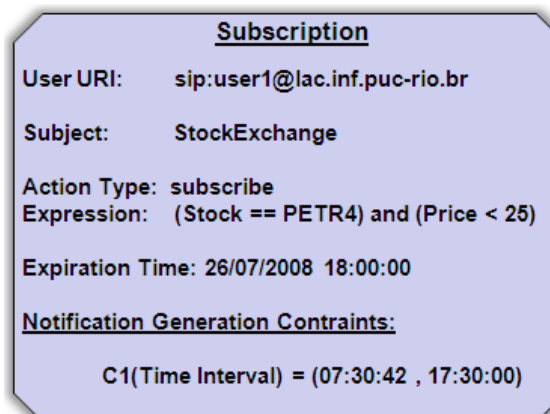 Subscription
User URI: sip:user1@lac.inf.puc-rio.br
Subject: StockExchange
Action Type: subscribe
Expression: (Stock == PETR4) and (Price < 25)
Expiration Time: 26/07/2008 18:00:00
Notification Generation Contraints:
C1(Time Interval) = (07:30:42 , 17:30:00)